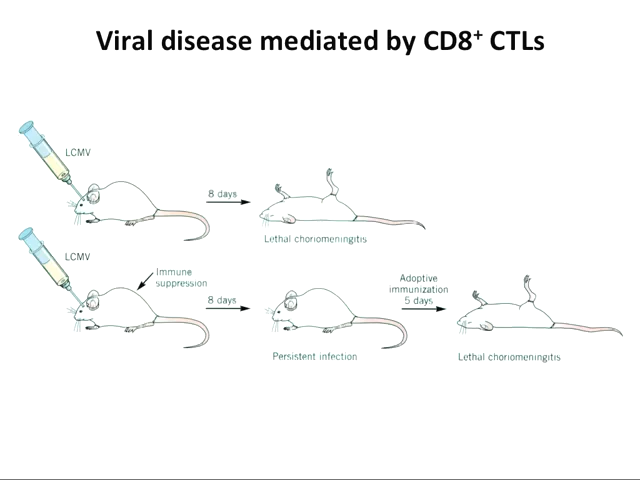 Viral disease mediated by CD8+ CTLs
LCMV
8 days
Lethal choriomeningitis
LCMV
Immune
suppression
8 days
Persistent infection
Adoptive
immunization
5 days
Lethal choriomeningitis